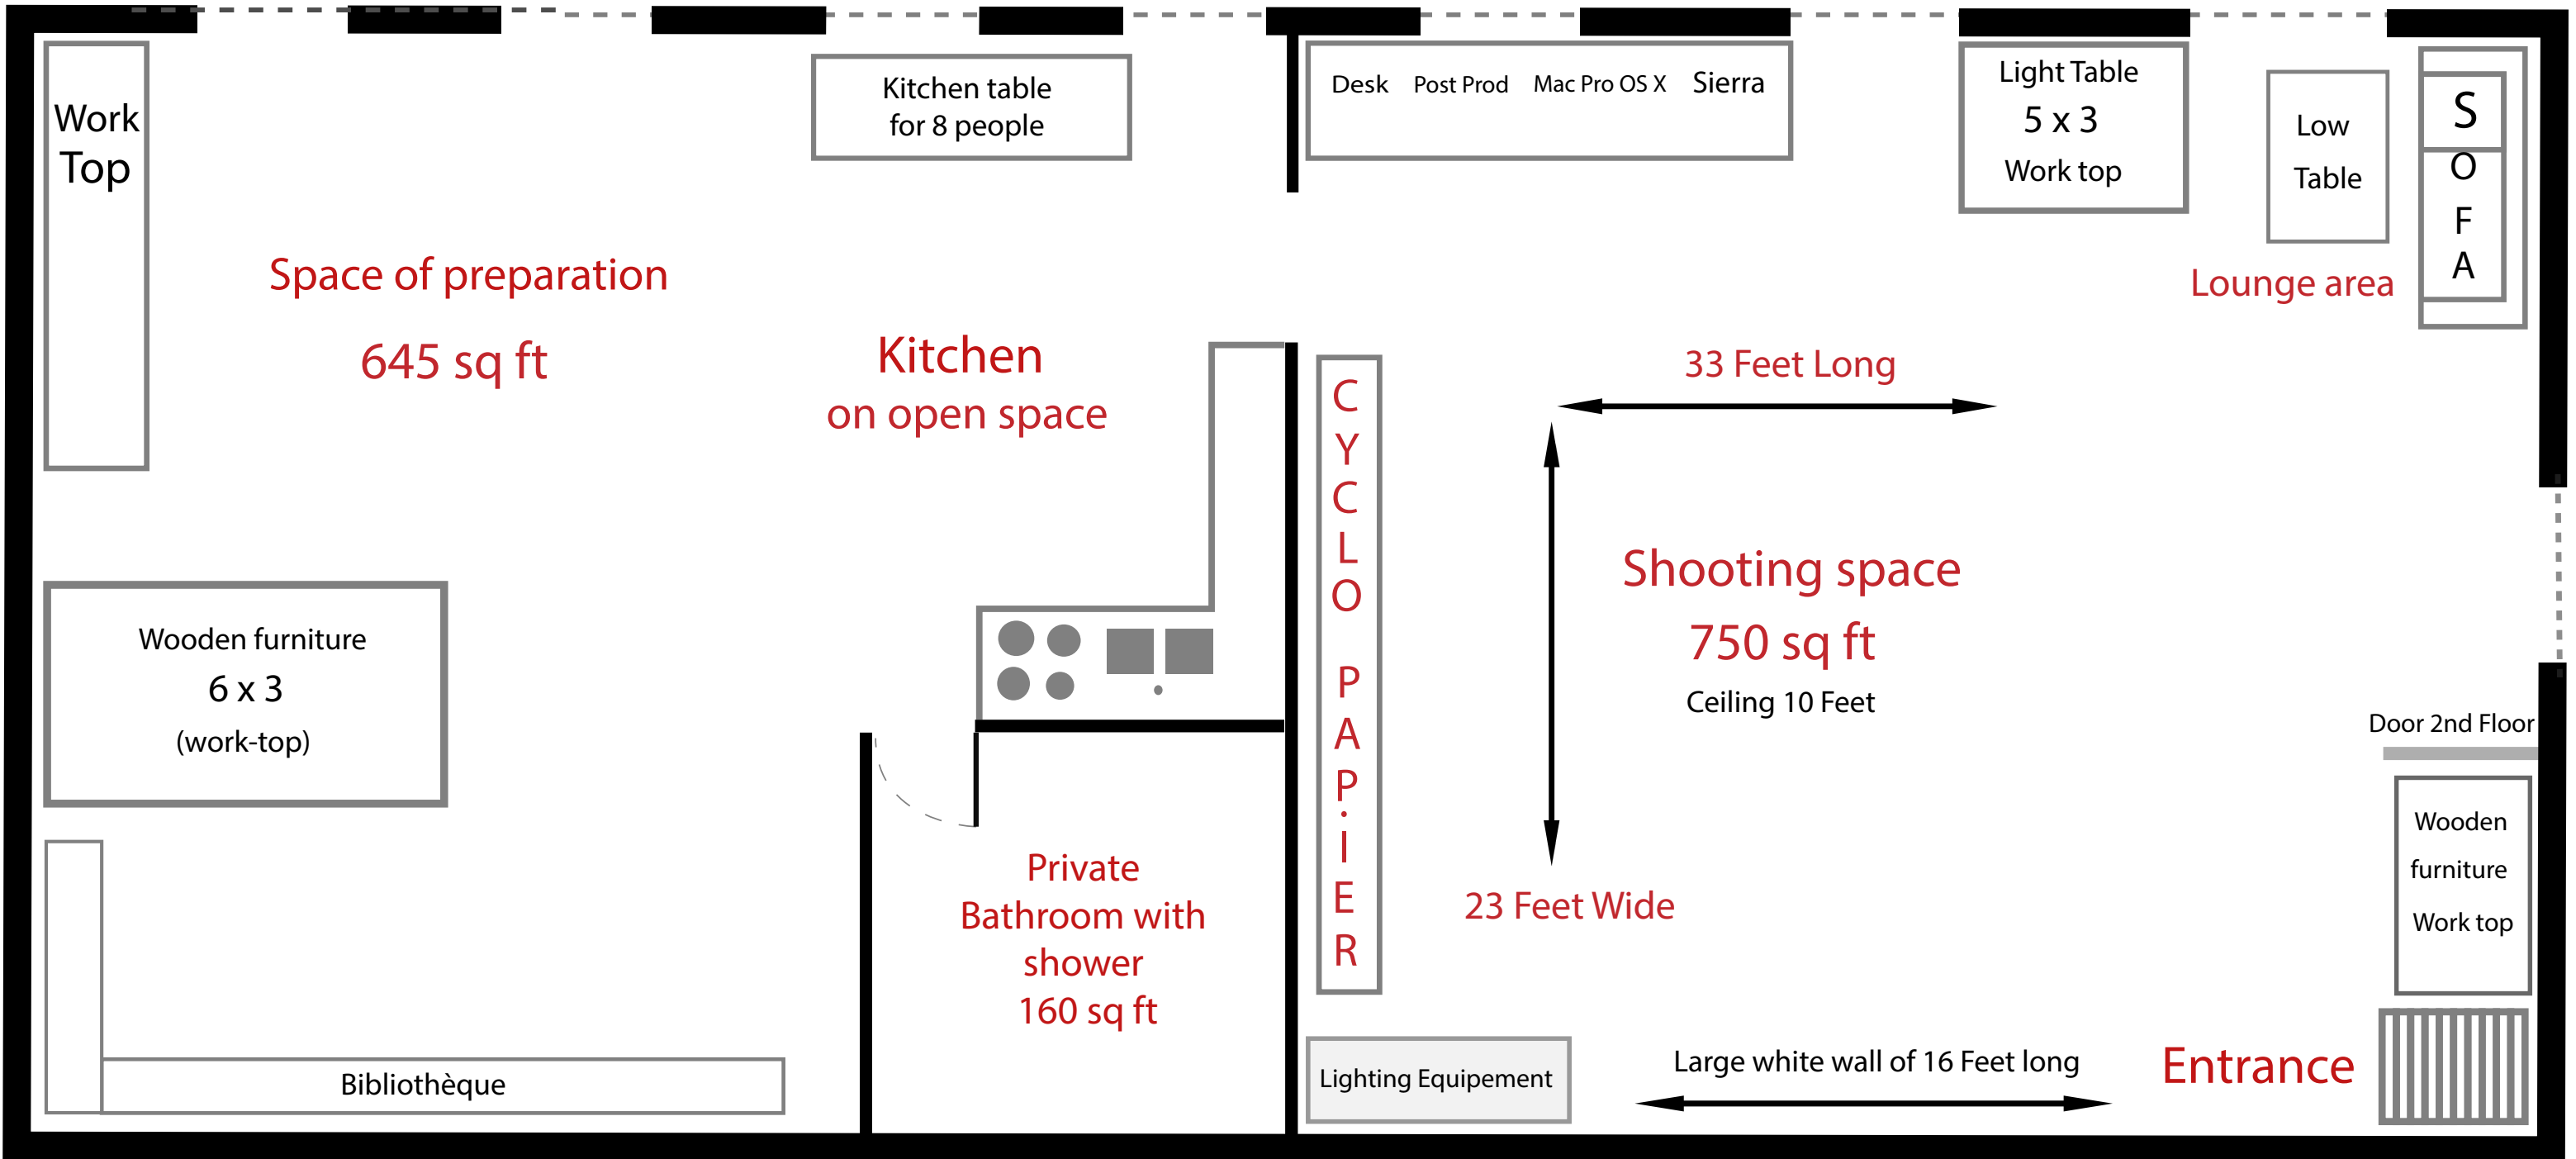 Work
Top
Kitchen table
for 8 people
Desk Post Prod Mac Pro OS X Sierra
Light Table
5 x 3
Work top
Low
Table
SOFA
Lounge area
Space of preparation
645 sq ft
Kitchen
on open space
33 Feet Long
CYCLO PAPIER
Shooting space
750 sq ft
Ceiling 10 Feet
23 Feet Wide
Wooden furniture
6 x 3
(work-top)
Door 2nd Floor
Wooden
furniture
Work top
Private
Bathroom with
shower
160 sq ft
Bibliothèque
Lighting Equipement
Large white wall of 16 Feet long
Entrance